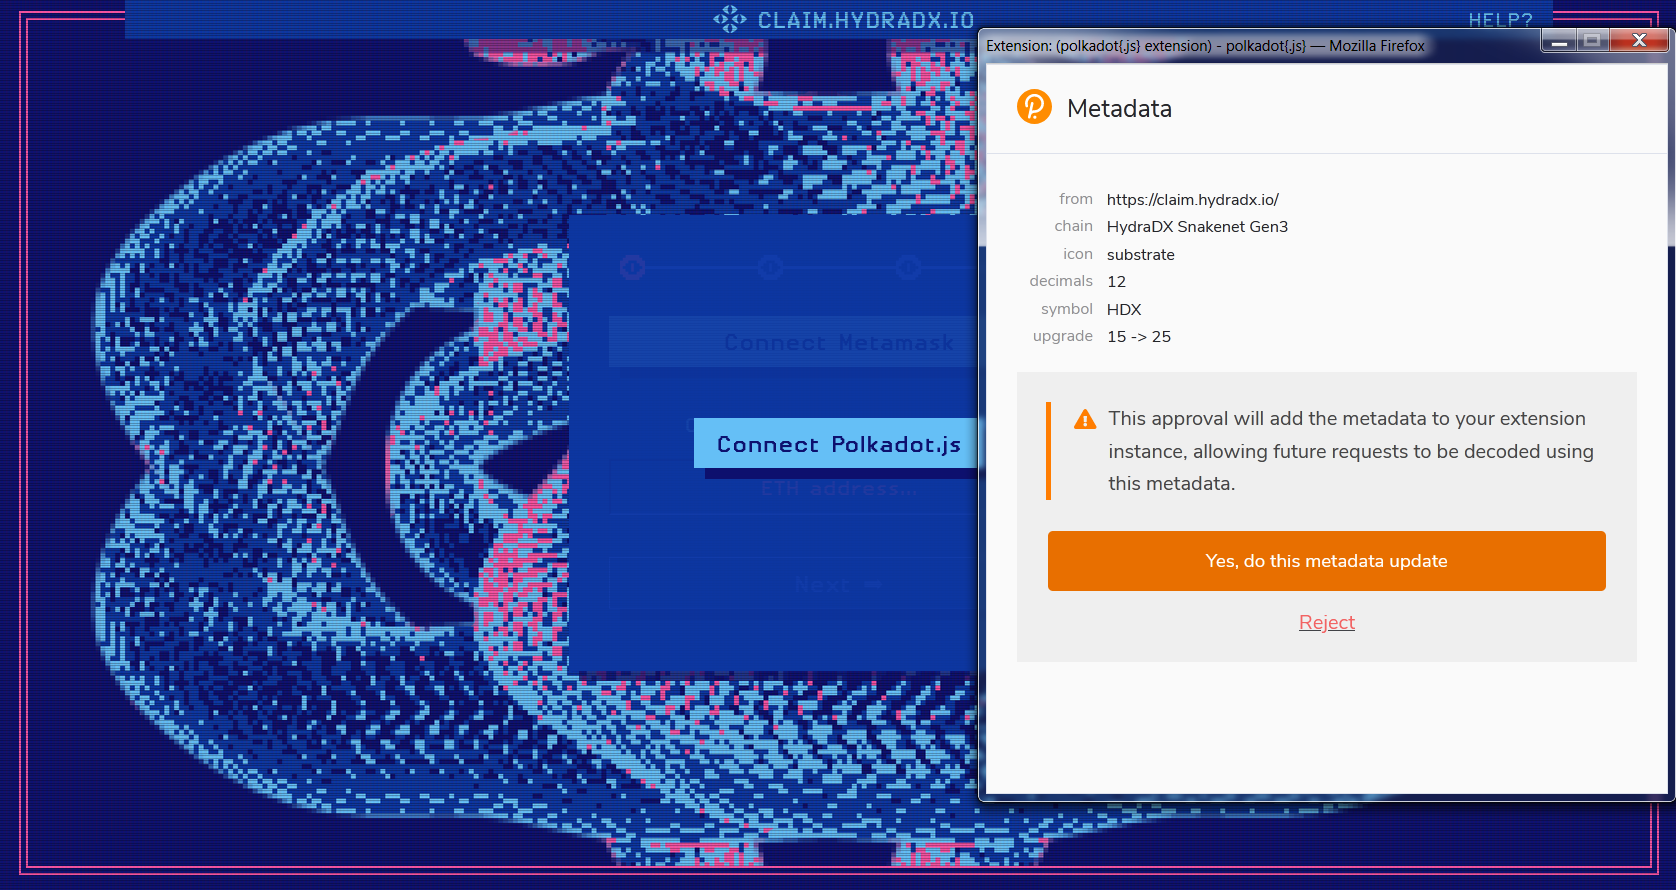 CLAIM.HYDRADX.IO
HELP?
Connect Metamask
Connect Polkadot.js
ETH address...
Next
Extension: (polkadot{.js} extension) - polkadot{.js} — Mozilla Firefox
Metadata
from https://claim.hydradx.io/
chain HydraDX Snakenet Gen3
icon substrate
decimals 12
symbol HDX
upgrade 15 -> 25
This approval will add the metadata to your extension
instance, allowing future requests to be decoded using
this metadata.
Yes, do this metadata update
Reject